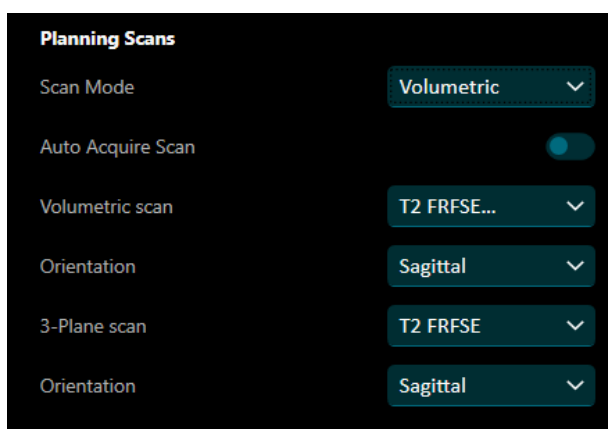 Planning Scans
Scan Mode Volumetric
Auto Acquire Scan
Volumetric scan T2 FRFSE...
Orientation Sagittal
3-Plane scan T2 FRFSE
Orientation Sagittal